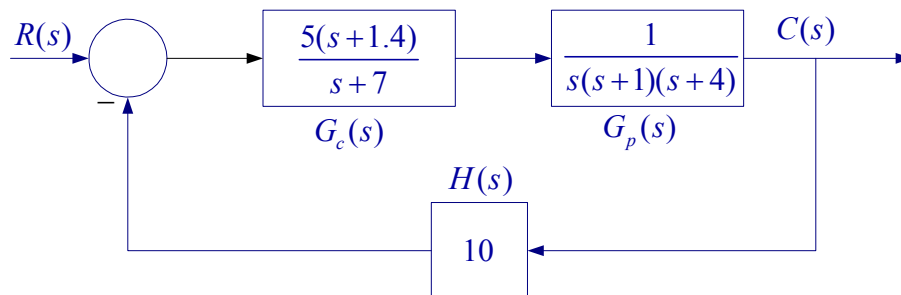 R(s)
5(s+1.4)
s+7
G_c(s)
1
s(s+1)(s+4)
G_p(s)
C(s)
−
H(s)
10